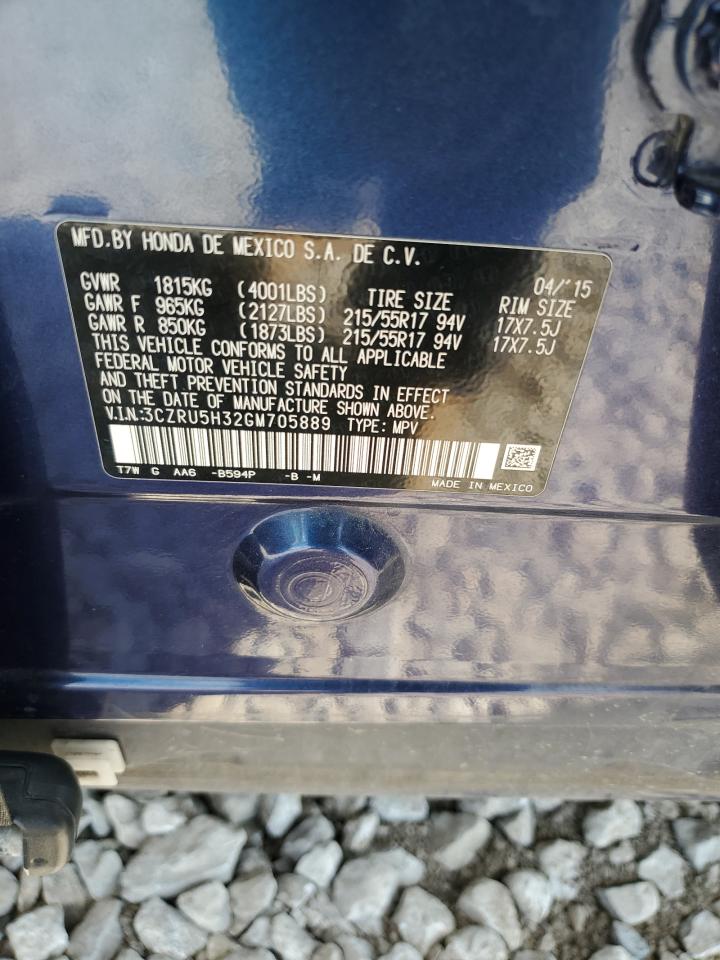 MFD.BY HONDA DE MEXICO S.A. DE C.V.
04/'15
GVWR 1815KG (4001LBS) TIRE SIZE RIM SIZE
GAWR F 965KG (2127LBS) 215/55R17 94V 17X7.5J
GAWR R 850KG (1873LBS) 215/55R17 94V 17X7.5J
THIS VEHICLE CONFORMS TO ALL APPLICABLE
FEDERAL MOTOR VEHICLE SAFETY
AND THEFT PREVENTION STANDARDS IN EFFECT
ON THE DATE OF MANUFACTURE SHOWN ABOVE.
V.I.N:3CZRU5H32GM705889 TYPE: MPV
T7W G AA6 -B594P -B -M
MADE IN MEXICO